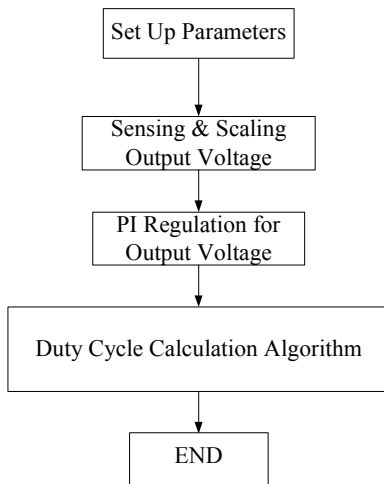 Set Up Parameters
Sensing & Scaling
Output Voltage
PI Regulation for
Output Voltage
Duty Cycle Calculation Algorithm
END